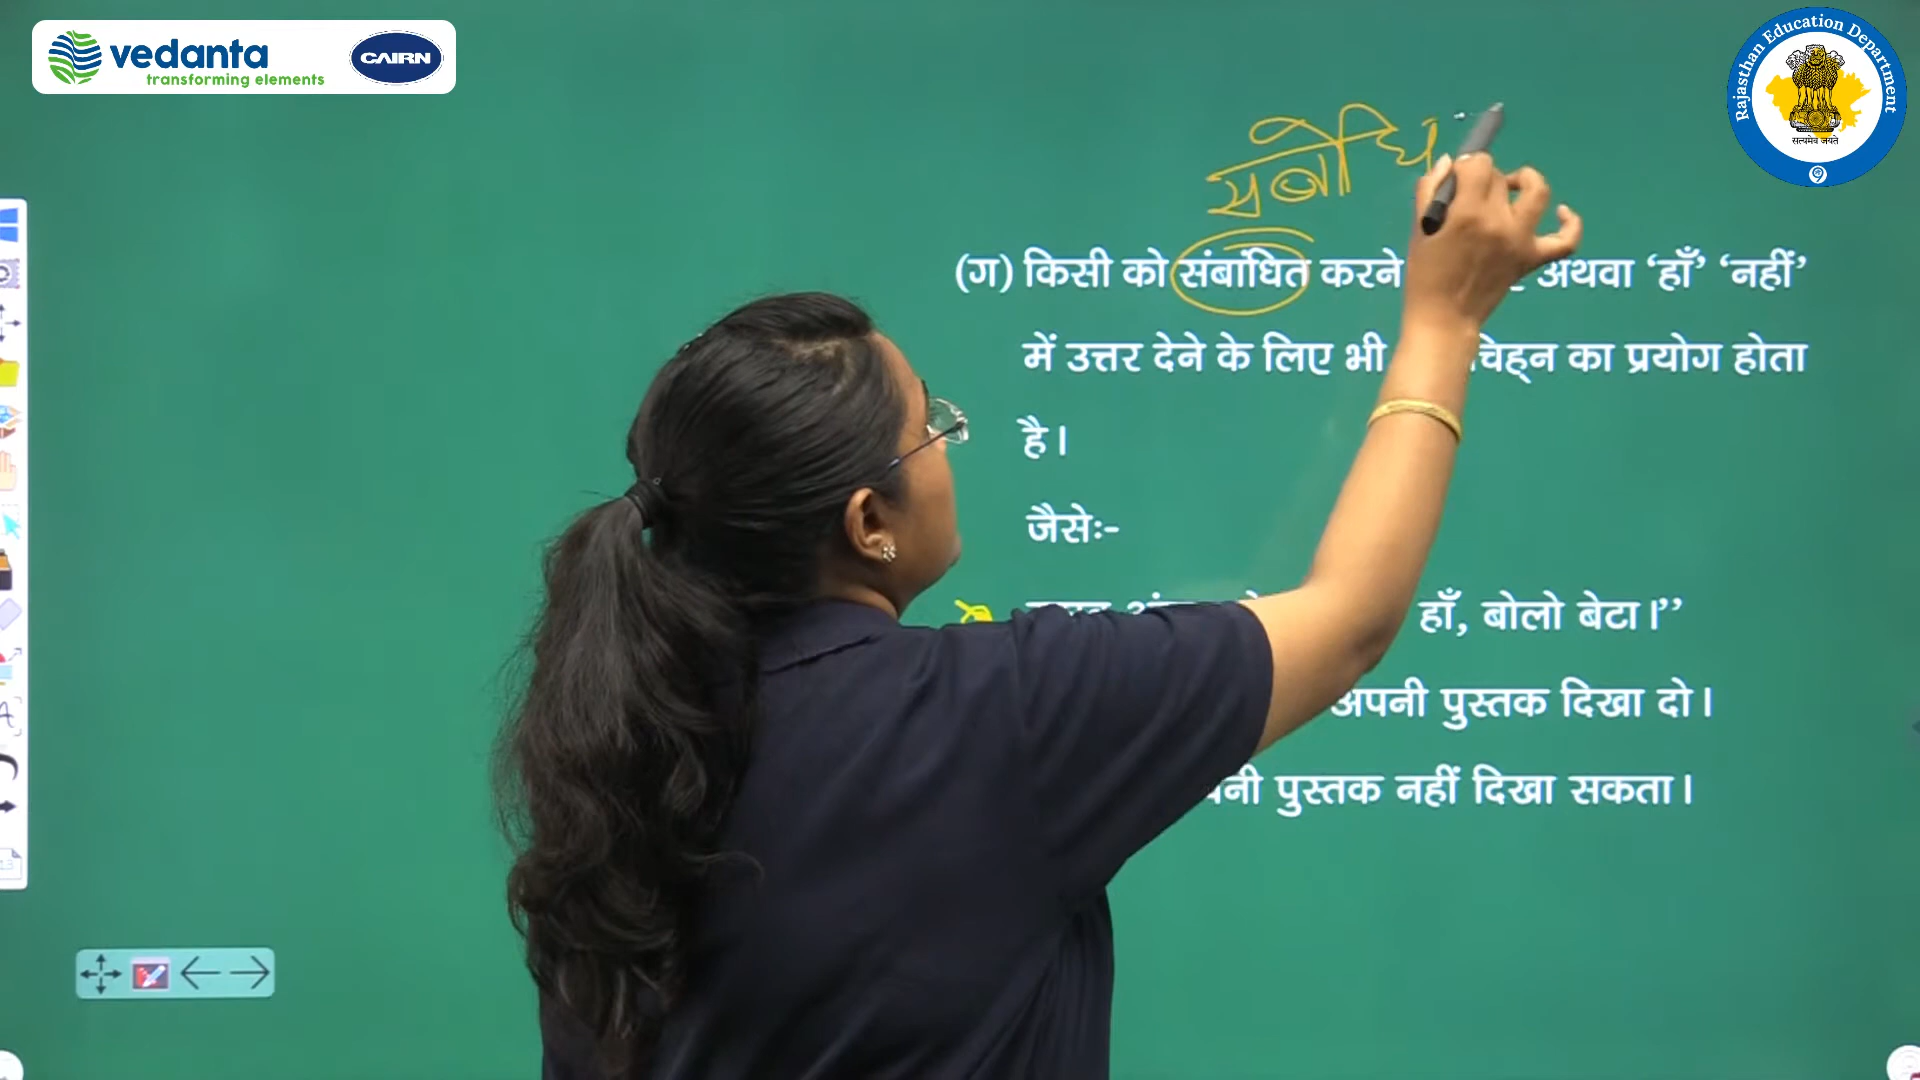 vedanta
transforming elements
CAIRN
Rajasthan Education Department
सत्यमेव जयते
सबोधि
(ग) किसी को संबांधित करने अथवा ‘हाँ’ ‘नहीं’
में उत्तर देने के लिए भी चिह्न का प्रयोग होता
है।
जैसेः-
हाँ, बोलो बेटा।’’
अपनी पुस्तक दिखा दो।
पुस्तक नहीं दिखा सकता।